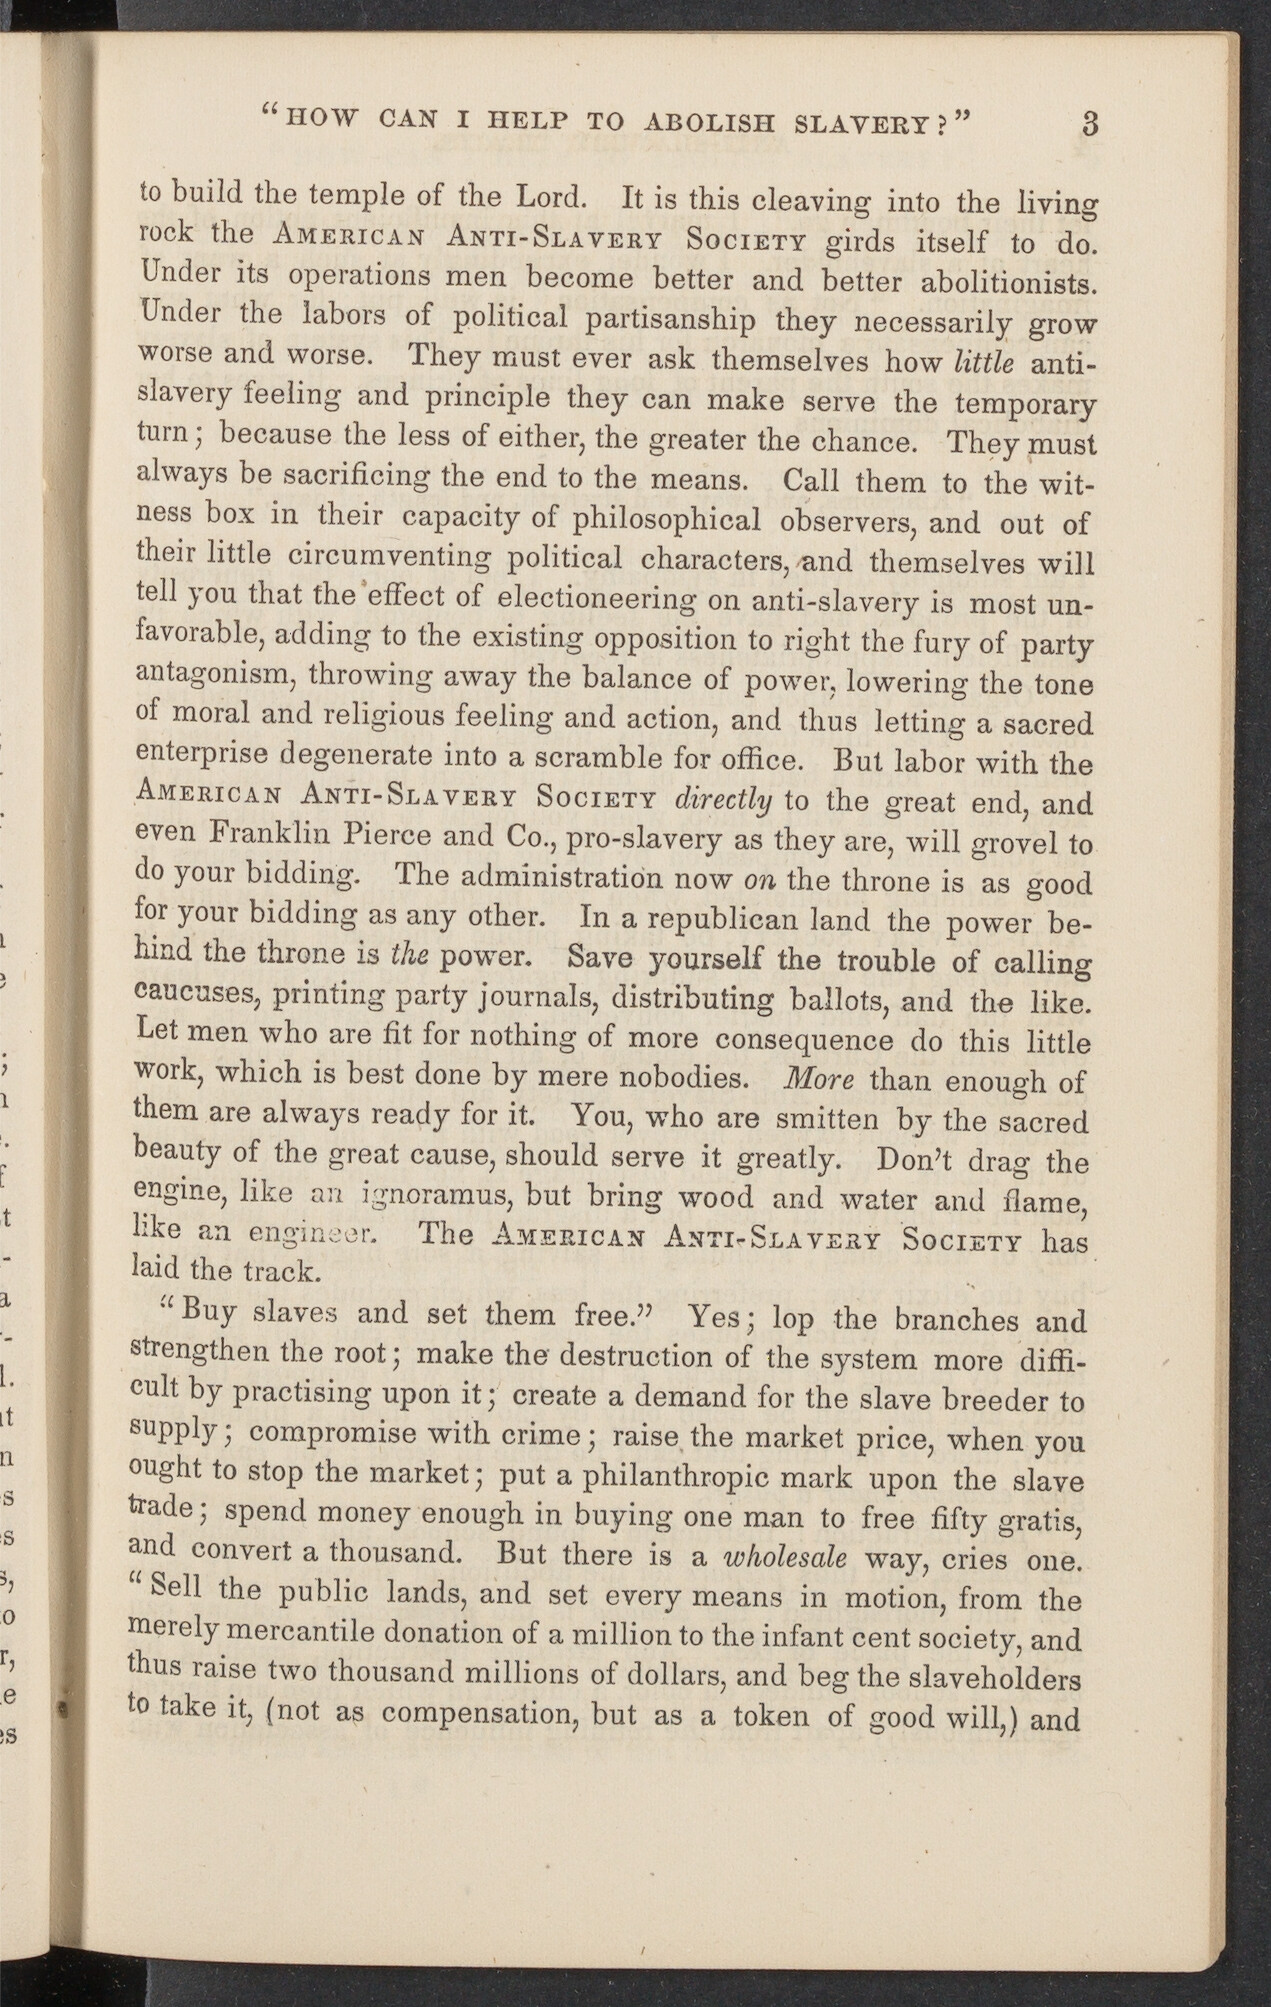 "HOW CAN I HELP TO ABOLISH SLAVERY?" 3
to build the temple of the Lord. It is this cleaving into the living
rock the AMERICAN ANTI-SLAVERY SOCIETY girds itself to do.
Under its operations men become better and better abolitionists.
Under the labors of political partisanship they necessarily grow
worse and worse. They must ever ask themselves how little anti-
slavery feeling and principle they can make serve the temporary
turn; because the less of either, the greater the chance. They must
always be sacrificing the end to the means. Call them to the wit-
ness box in their capacity of philosophical observers, and out of
their little circumventing political characters, and themselves will
tell you that the effect of electioneering on anti-slavery is most un-
favorable, adding to the existing opposition to right the fury of party
antagonism, throwing away the balance of power, lowering the tone
of moral and religious feeling and action, and thus letting a sacred
enterprise degenerate into a scramble for office. But labor with the
AMERICAN ANTI-SLAVERY SOCIETY directly to the great end, and
even Franklin Pierce and Co., pro-slavery as they are, will grovel to
do your bidding. The administration now on the throne is as good
for your bidding as any other. In a republican land the power be-
hind the throne is the power. Save yourself the trouble of calling
caucuses, printing party journals, distributing ballots, and the like.
Let men who are fit for nothing of more consequence do this little
work, which is best done by mere nobodies. More than enough of
them are always ready for it. You, who are smitten by the sacred
beauty of the great cause, should serve it greatly. Don't drag the
engine, like an ignoramus, but bring wood and water and flame,
like an engineer. The AMERICAN ANTI-SLAVERY SOCIETY has
laid the track.
"Buy slaves and set them free." Yes; lop the branches and
strengthen the root; make the destruction of the system more diffi-
cult by practising upon it; create a demand for the slave breeder to
supply; compromise with crime; raise the market price, when you
ought to stop the market; put a philanthropic mark upon the slave
trade; spend money enough in buying one man to free fifty gratis,
and convert a thousand. But there is a wholesale way, cries one.
"Sell the public lands, and set every means in motion, from the
merely mercantile donation of a million to the infant cent society, and
thus raise two thousand millions of dollars, and beg the slaveholders
to take it, (not as compensation, but as a token of good will,) and